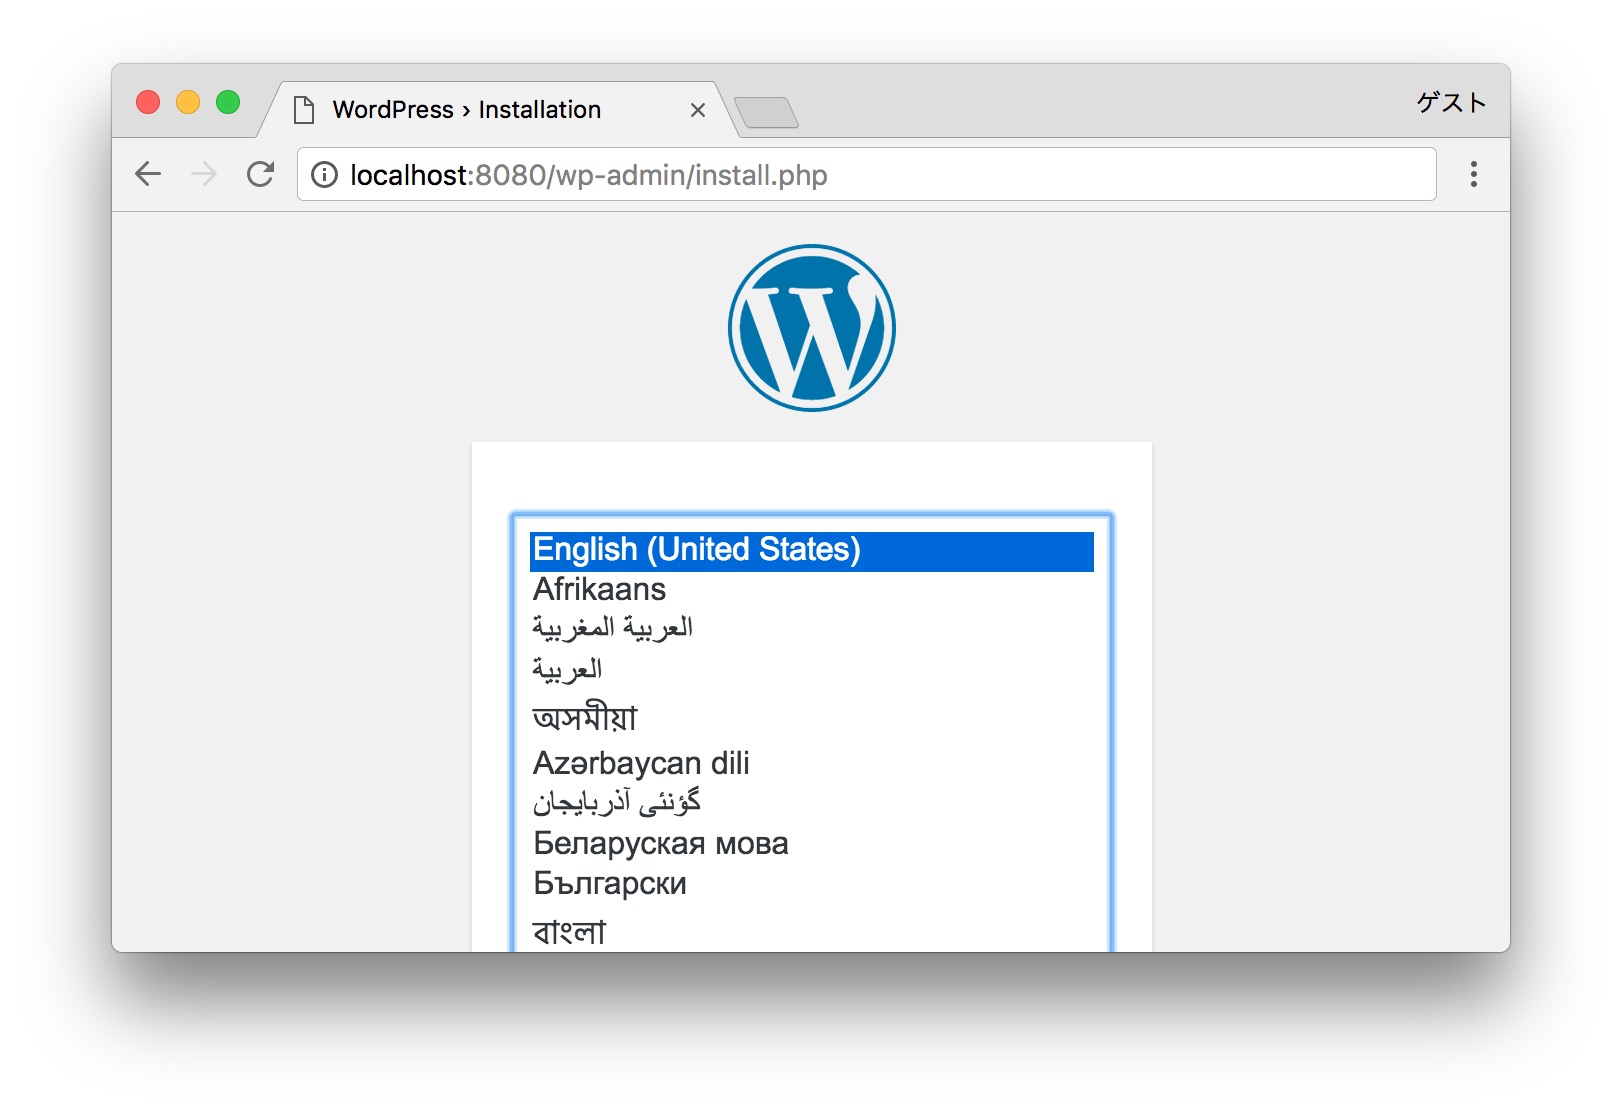 WordPress › Installation
ゲスト
localhost:8080/wp-admin/install.php
English (United States)
Afrikaans
العربية المغربية
العربية
অসমীয়া
Azərbaycan dili
گؤنئی آذربایجان
Беларуская мова
Български
বাংলা